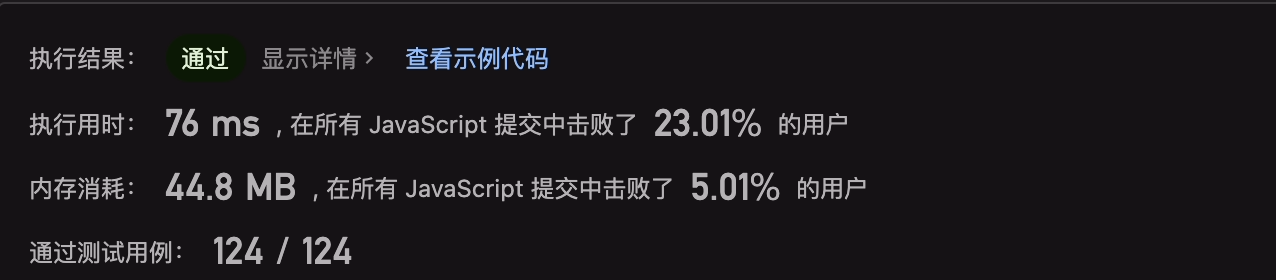 执行结果： 通过 显示详情 › 查看示例代码
执行用时： 76 ms , 在所有 JavaScript 提交中击败了 23.01% 的用户
内存消耗： 44.8 MB , 在所有 JavaScript 提交中击败了 5.01% 的用户
通过测试用例： 124 / 124